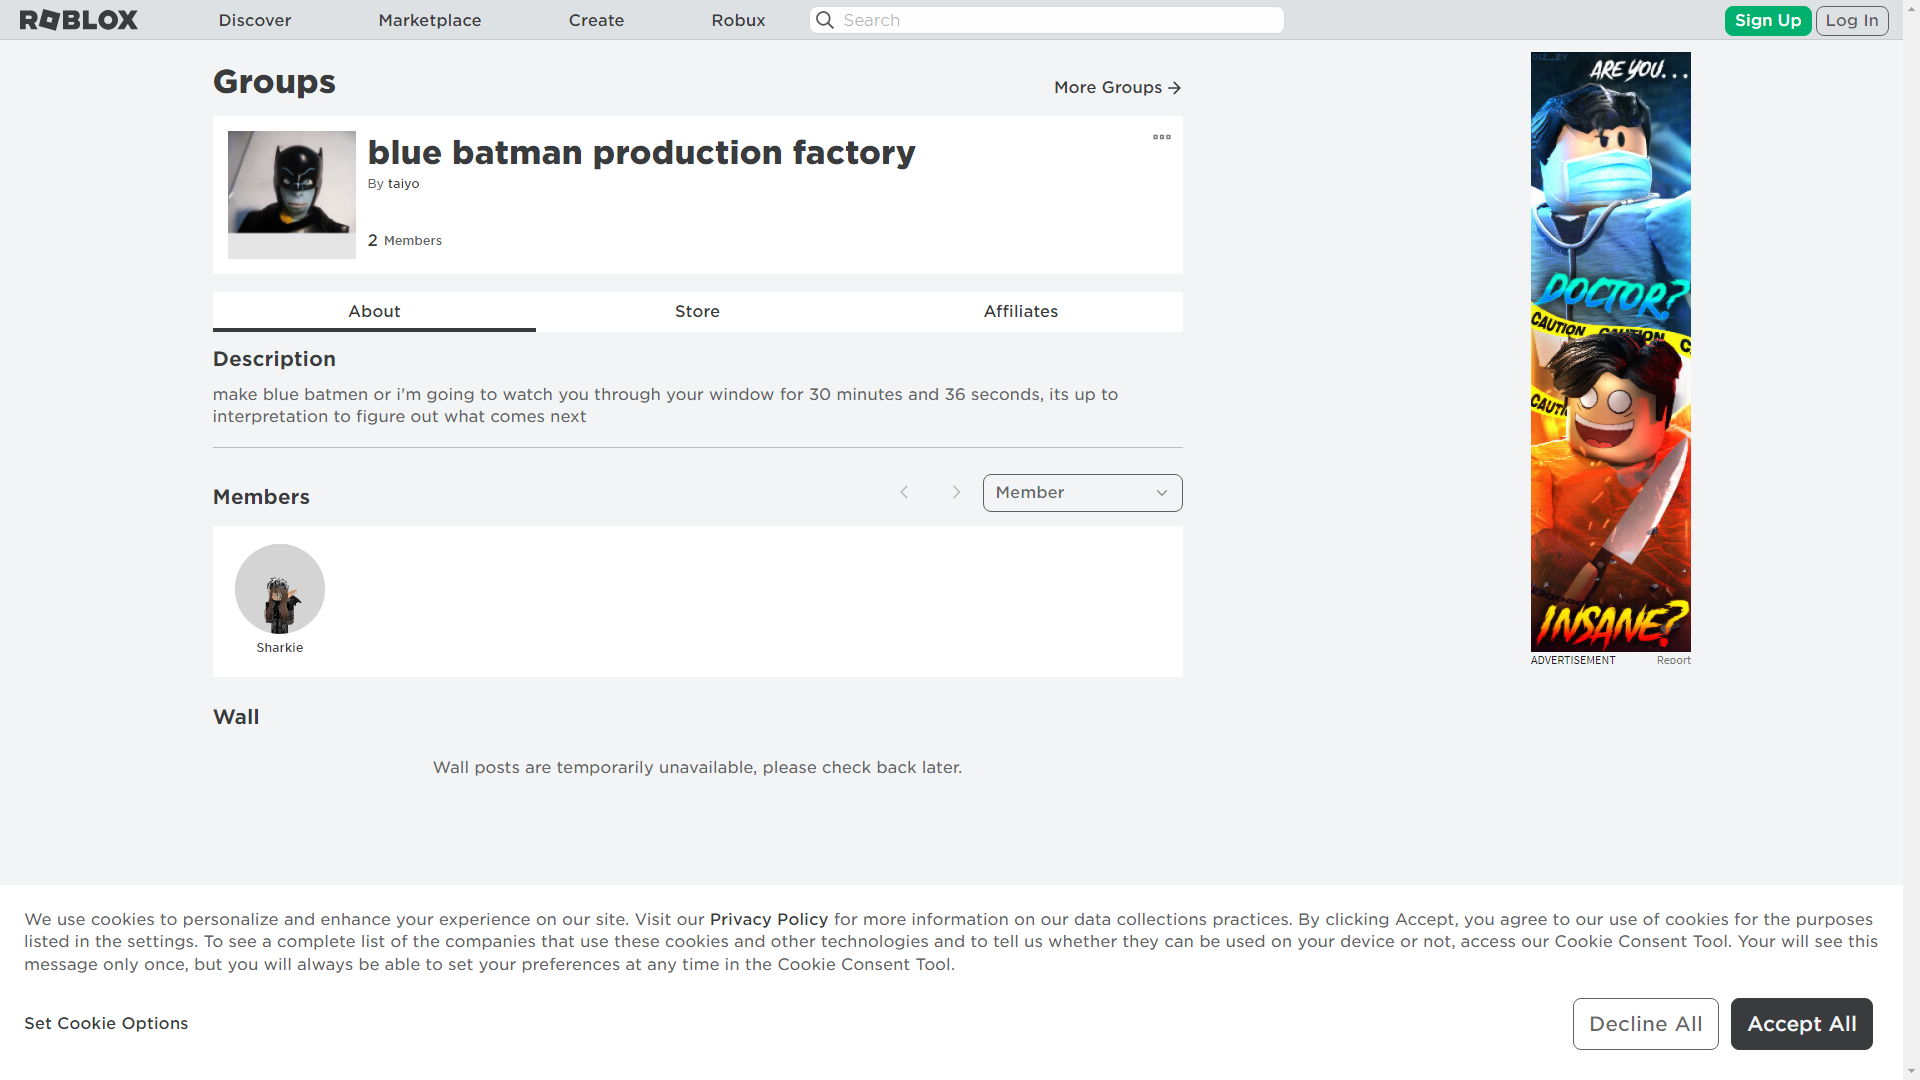 ROBLOX
Discover
Marketplace
Create
Robux
Search
Sign Up
Log In
Groups
More Groups
blue batman production factory
By taiyo
2 Members
About
Store
Affiliates
Description
make blue batmen or i'm going to watch you through your window for 30 minutes and 36 seconds, its up to
interpretation to figure out what comes next
Members
Member
Sharkie
Wall
Wall posts are temporarily unavailable, please check back later.
ARE YOU...
DOCTOR?
CAUTION CAUTION C
CAUTI
INSANE?
ADVERTISEMENT
Report
We use cookies to personalize and enhance your experience on our site. Visit our Privacy Policy for more information on our data collections practices. By clicking Accept, you agree to our use of cookies for the purposes
listed in the settings. To see a complete list of the companies that use these cookies and other technologies and to tell us whether they can be used on your device or not, access our Cookie Consent Tool. Your will see this
message only once, but you will always be able to set your preferences at any time in the Cookie Consent Tool.
Set Cookie Options
Decline All
Accept All